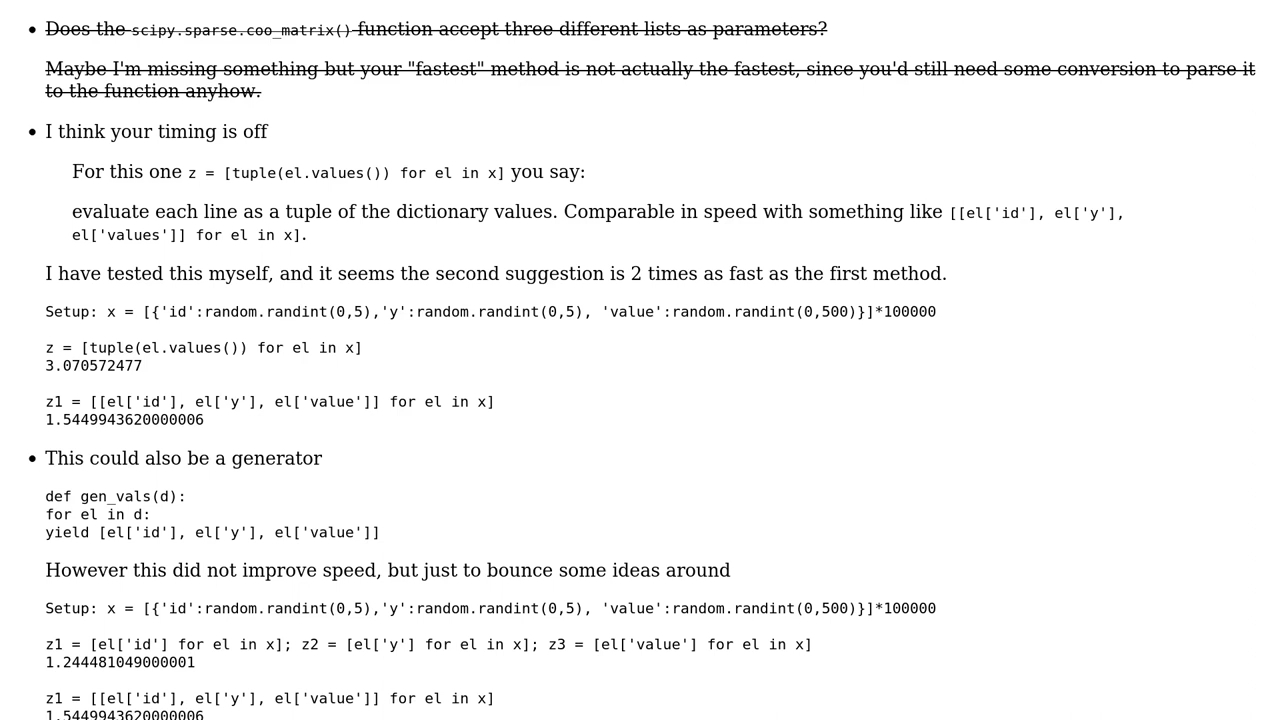 Does the scipy.sparse.coo_matrix() function accept three different lists as parameters?
Maybe I'm missing something but your "fastest" method is not actually the fastest, since you'd still need some conversion to parse it
to the function anyhow.
I think your timing is off
For this one z = [tuple(el.values()) for el in x] you say:
evaluate each line as a tuple of the dictionary values. Comparable in speed with something like [[el['id'], el['y'],
el['values']] for el in x].
I have tested this myself, and it seems the second suggestion is 2 times as fast as the first method.
Setup: x = [{'id':random.randint(0,5),'y':random.randint(0,5), 'value':random.randint(0,500)}]*100000
z = [tuple(el.values()) for el in x]
3.070572477
z1 = [[el['id'], el['y'], el['value']] for el in x]
1.5449943620000006
This could also be a generator
def gen_vals(d):
for el in d:
yield [el['id'], el['y'], el['value']]
However this did not improve speed, but just to bounce some ideas around
Setup: x = [{'id':random.randint(0,5),'y':random.randint(0,5), 'value':random.randint(0,500)}]*100000
z1 = [el['id'] for el in x]; z2 = [el['y'] for el in x]; z3 = [el['value'] for el in x]
1.244481049000001
z1 = [[el['id'], el['y'], el['value']] for el in x]
1.5449943620000006